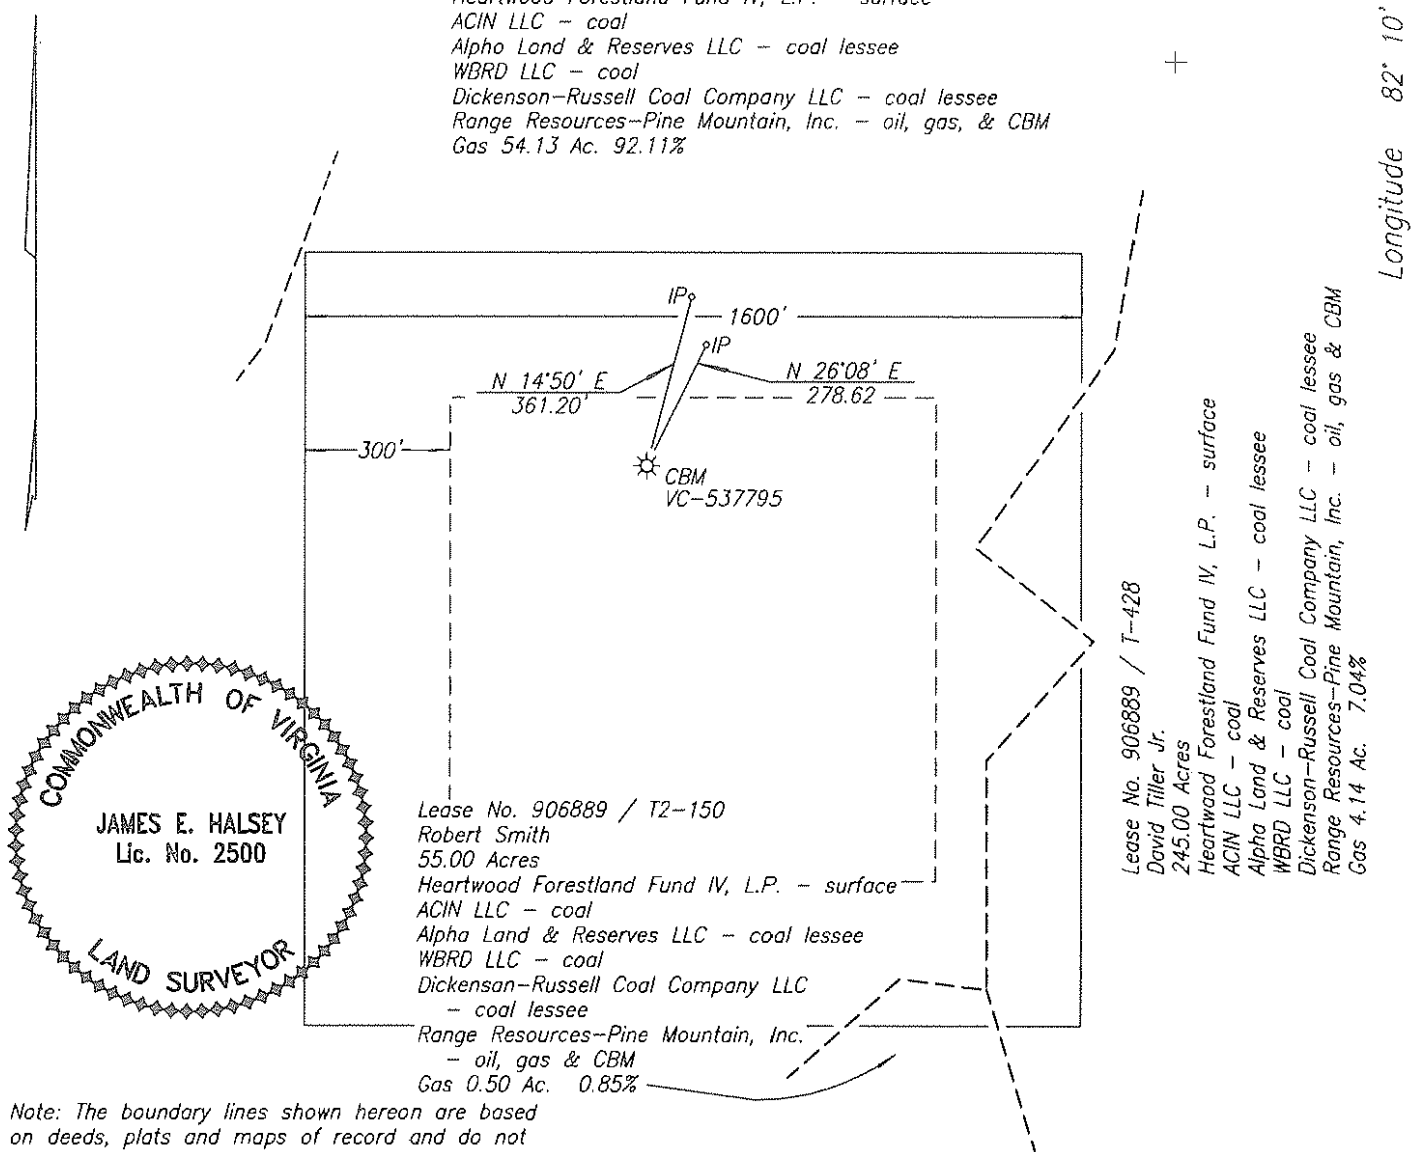 Heartwood Forestland Fund IV, L.P. - surface
ACIN LLC - coal
Alpha Land & Reserves LLC - coal lessee
WBRD LLC - coal
Dickenson-Russell Coal Company LLC - coal lessee
Range Resources-Pine Mountain, Inc. - oil, gas, & CBM
Gas 54.13 Ac. 92.11%
Longitude 82° 10'
IP
1600'
IP
N 14°50' E
361.20'
N 26°08' E
278.62
300'
CBM
VC-537795
Lease No. 906889 / T-428
David Tiller Jr.
245.00 Acres
Heartwood Forestland Fund IV, L.P. - surface
ACIN LLC - coal
Alpha Land & Reserves LLC - coal lessee
WBRD LLC - coal
Dickenson-Russell Coal Company LLC - coal lessee
Range Resources-Pine Mountain, Inc. - oil, gas & CBM
Gas 4.14 Ac. 7.04%
COMMONWEALTH OF VIRGINIA
JAMES E. HALSEY
Lic. No. 2500
LAND SURVEYOR
Lease No. 906889 / T2-150
Robert Smith
55.00 Acres
Heartwood Forestland Fund IV, L.P. - surface
ACIN LLC - coal
Alpha Land & Reserves LLC - coal lessee
WBRD LLC - coal
Dickenson-Russell Coal Company LLC
- coal lessee
Range Resources-Pine Mountain, Inc.
- oil, gas & CBM
Gas 0.50 Ac. 0.85%
Note: The boundary lines shown hereon are based
on deeds, plats and maps of record and do not